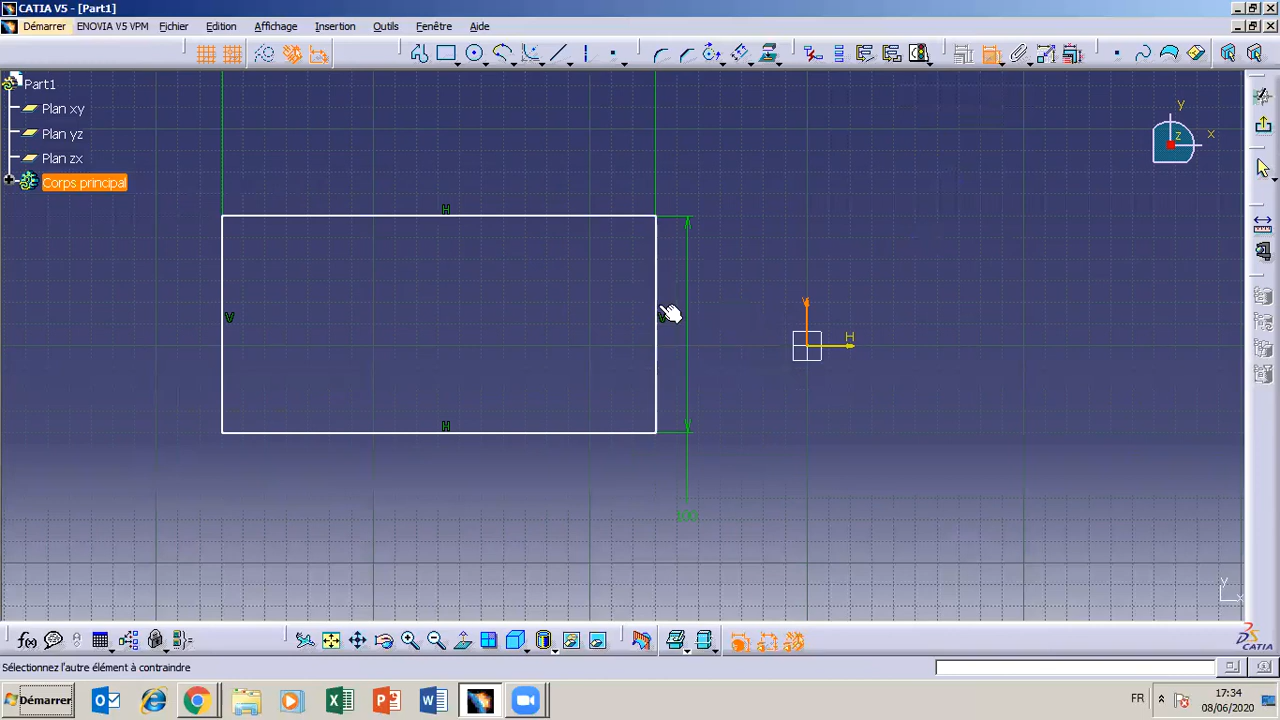 CATIA V5 - [Part1]
Démarrer ENOVIA V5 VPM Fichier Edition Affichage Insertion Outils Fenêtre Aide
Part1
Plan xy
Plan yz
Plan zx
Corps principal
y
x
z
H
V
V
H
H
100
y
x
f(x)
CATIA
Sélectionnez l'autre élément à contraindre
Démarrer
FR
17:34
08/06/2020